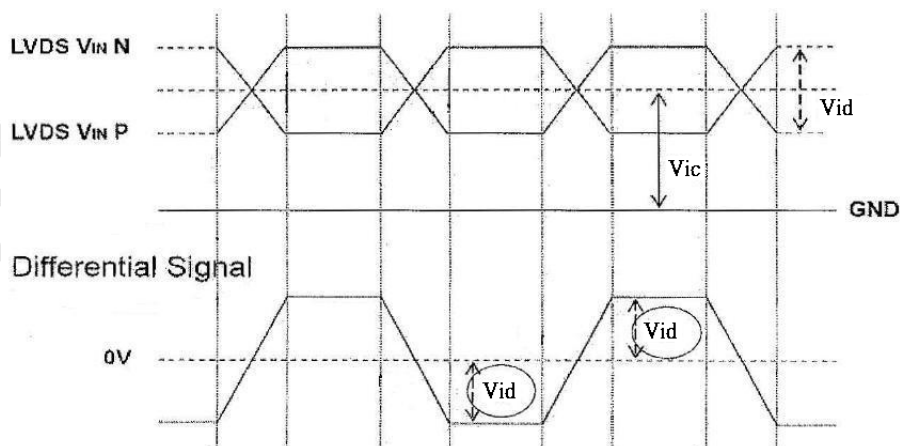 LVDS VIN N
Vid
LVDS VIN P
Vic
GND
Differential Signal
Vid
0V
Vid